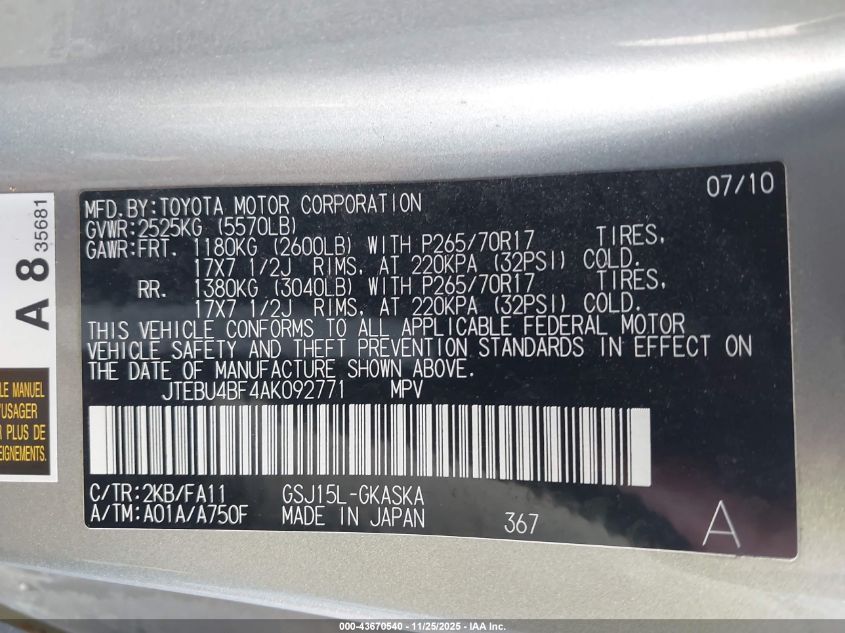 07/10
MFD.BY:TOYOTA MOTOR CORPORATION
GVWR:2525KG (5570LB)
GAWR:FRT. 1180KG (2600LB) WITH P265/70R17 TIRES,
17X7 1/2J RIMS, AT 220KPA (32PSI) COLD.
RR. 1380KG (3040LB) WITH P265/70R17 TIRES,
17X7 1/2J RIMS, AT 220KPA (32PSI) COLD.
THIS VEHICLE CONFORMS TO ALL APPLICABLE FEDERAL MOTOR
VEHICLE SAFETY AND THEFT PREVENTION STANDARDS IN EFFECT ON
THE DATE OF MANUFACTURE SHOWN ABOVE.
JTEBU4BF4AK092771 MPV
C/TR:2KB/FA11 GSJ15L-GKASKA
A/TM:A01A/A750F MADE IN JAPAN 367 A
A 8 35681
LE MANUEL
'USAGER
R PLUS DE
EIGNEMENTS.
000-43670540 - 11/25/2025 - IAA Inc.